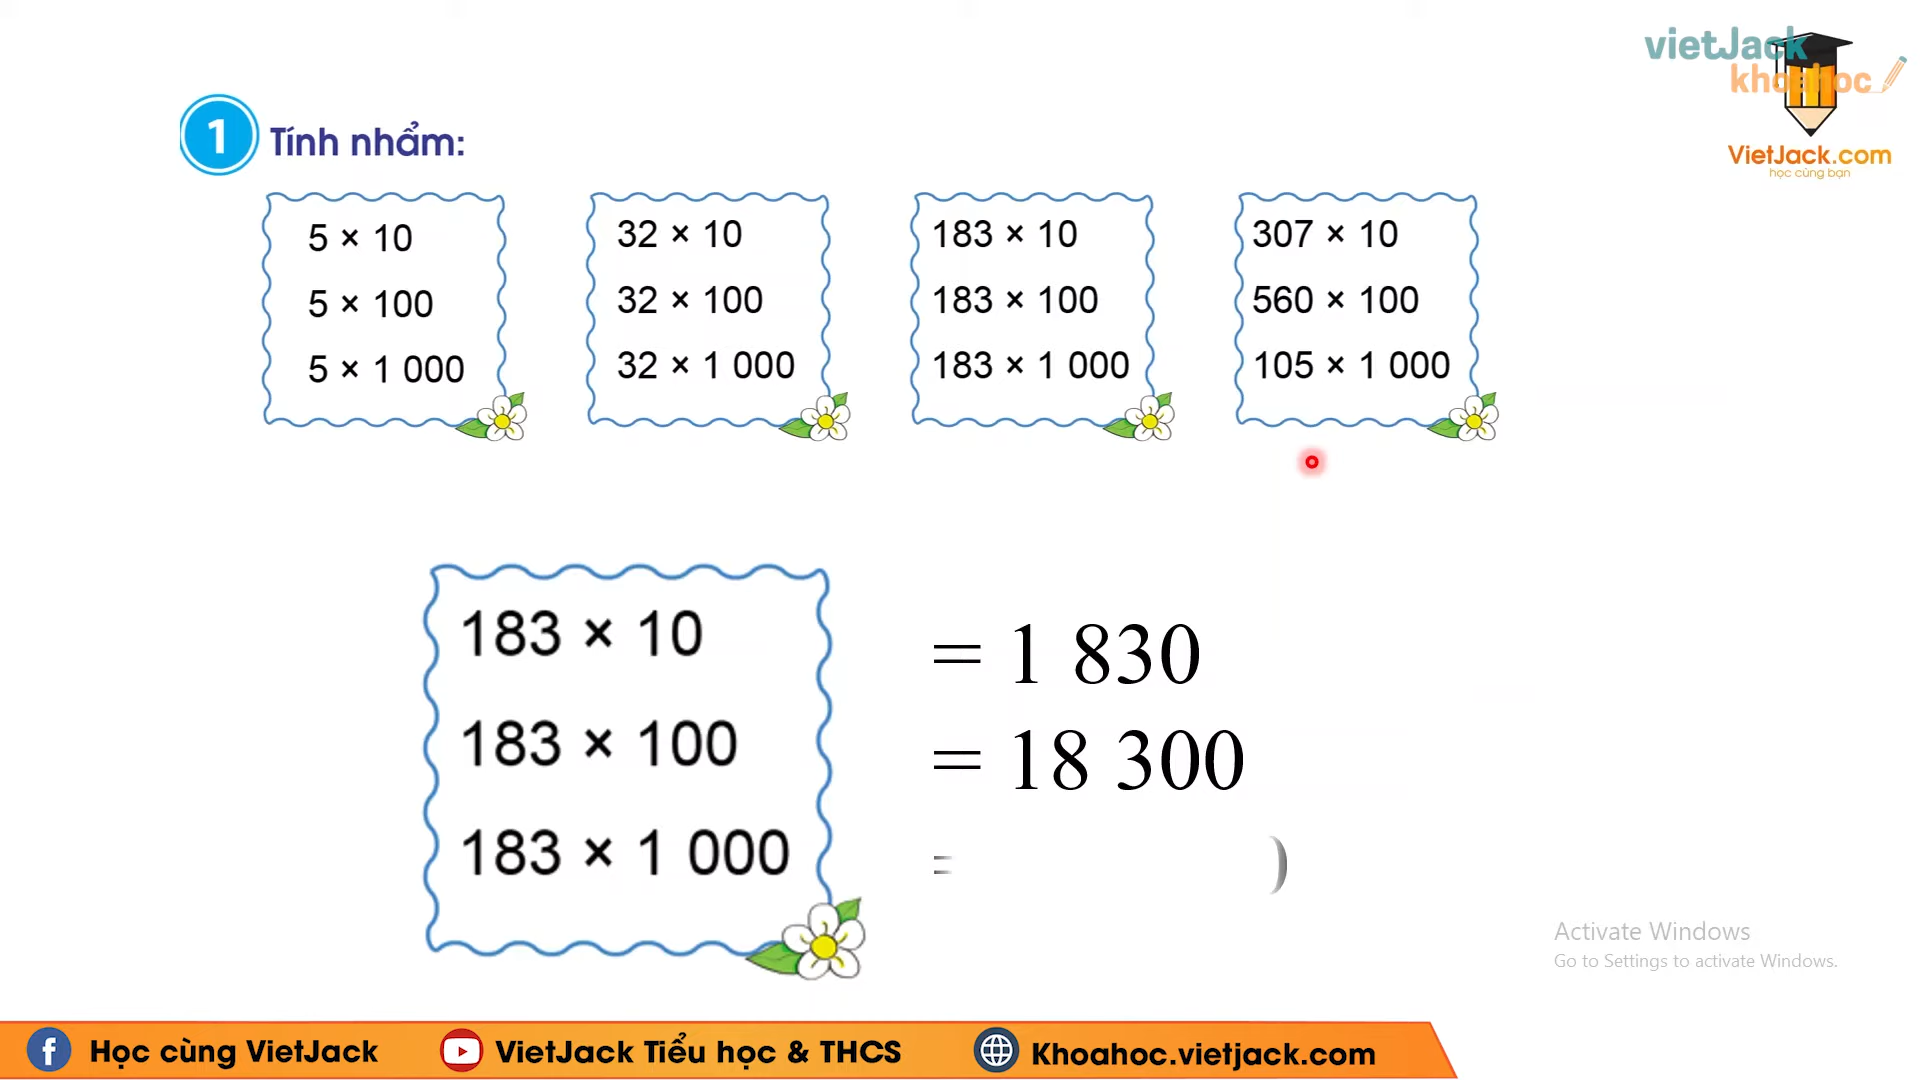 vietJack
khoahoc
VietJack.com
học cùng bạn
1 Tính nhẩm:
5 × 10
5 × 100
5 × 1 000
32 × 10
32 × 100
32 × 1 000
183 × 10
183 × 100
183 × 1 000
307 × 10
560 × 100
105 × 1 000
183 × 10 = 1 830
183 × 100 = 18 300
183 × 1 000 =
Activate Windows
Go to Settings to activate Windows.
Học cùng VietJack
VietJack Tiểu học & THCS
Khoahoc.vietjack.com